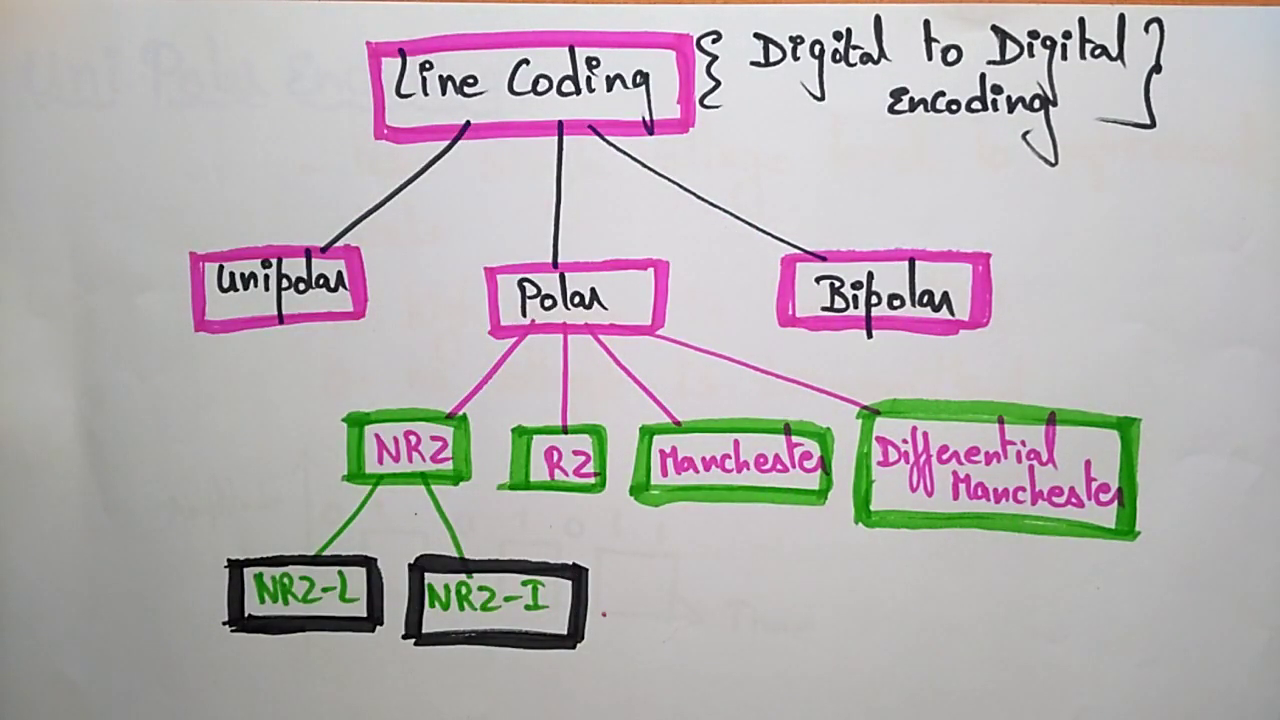 Line Coding { Digital to Digital
Encoding }
Unipolar
Polar
Bipolar
NRZ
RZ
Manchester
Differential
Manchester
NRZ-L
NRZ-I